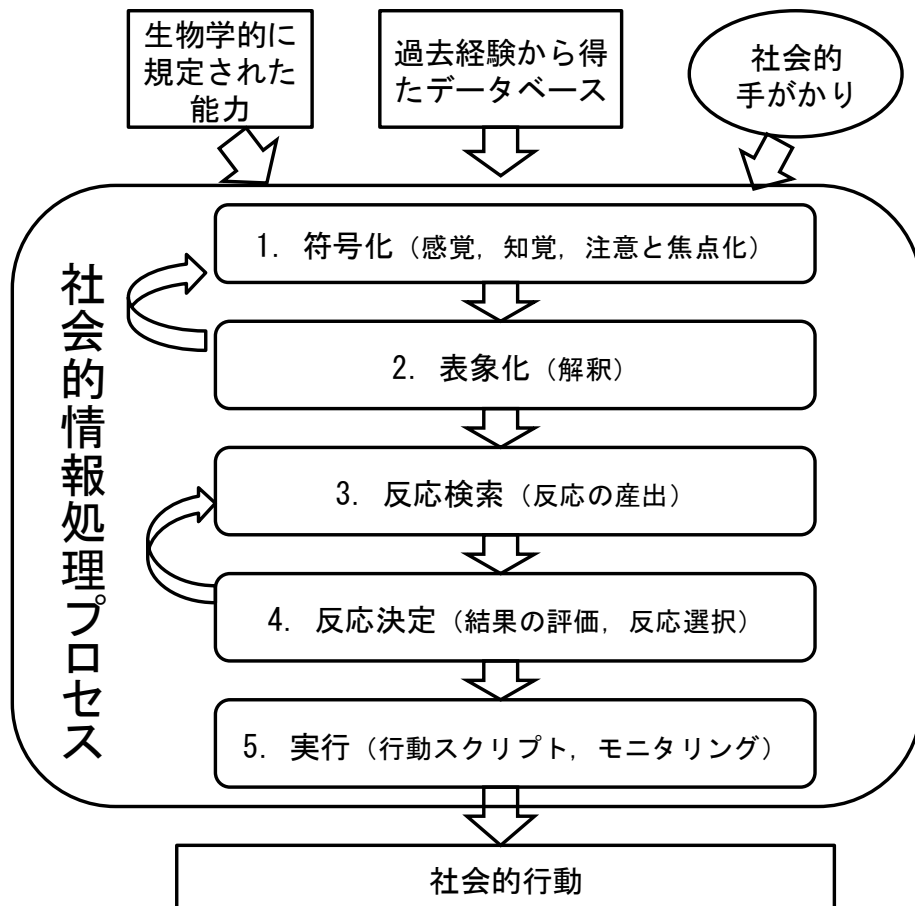 生物学的に
規定された
能力
過去経験から得
たデータベース
社会的
手がかり
社会的情報処理プロセス
1. 符号化（感覚，知覚，注意と焦点化）
2. 表象化（解釈）
3. 反応検索（反応の産出）
4. 反応決定（結果の評価，反応選択）
5. 実行（行動スクリプト，モニタリング）
社会的行動